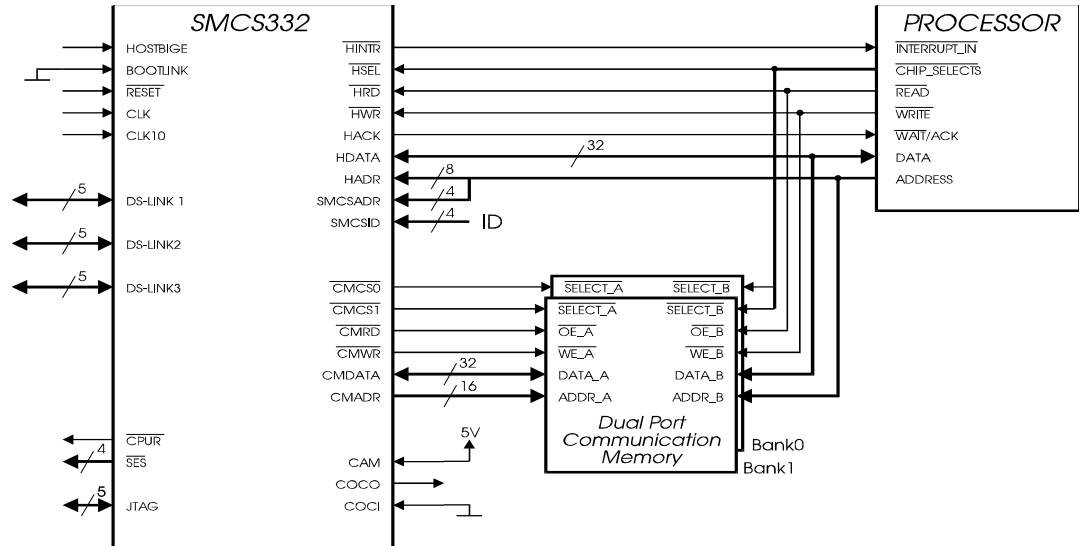 SMCS332
PROCESSOR
HOSTBIGE
BOOTLINK
RESET
CLK
CLK10
5
DS-LINK 1
5
DS-LINK2
5
DS-LINK3
CPUR
4
SES
5
JTAG
HINTR
HSEL
HRD
HWR
HACK
HDATA
32
HADR
8
SMCSADR
4
SMCSID
4
ID
INTERRUPT_IN
CHIP_SELECTS
READ
WRITE
WAIT/ACK
DATA
ADDRESS
CMCS0
CMCS1
CMRD
CMWR
CMDATA
32
CMADR
16
SELECT_A SELECT_B
SELECT_A SELECT_B
OE_A OE_B
WE_A WE_B
DATA_A DATA_B
ADDR_A ADDR_B
Dual Port
Communication
Memory
Bank0
Bank1
5V
CAM
COCO
COCI